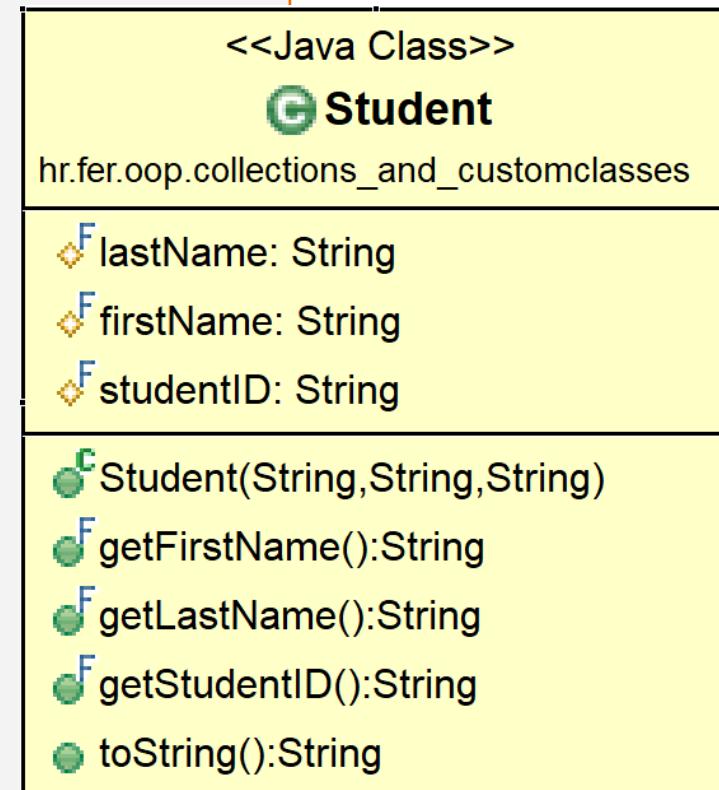 <<Java Class>>
C Student
hr.fer.oop.collections_and_customclasses
F lastName: String
F firstName: String
F studentID: String
C Student(String,String,String)
F getFirstName():String
F getLastName():String
F getStudentID():String
toString():String